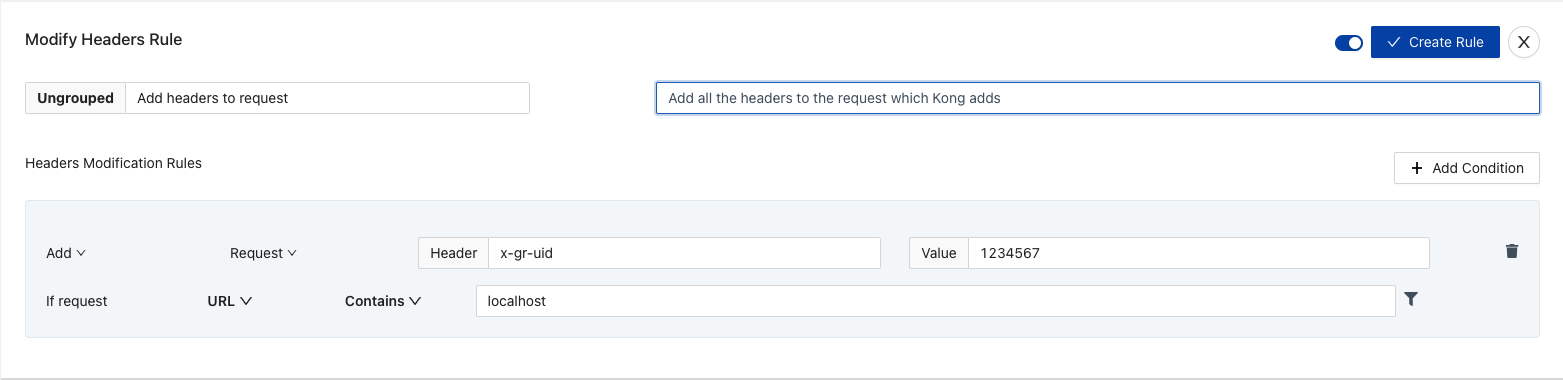 Modify Headers Rule
Create Rule
X
Ungrouped Add headers to request
Add all the headers to the request which Kong adds
Headers Modification Rules
+ Add Condition
Add Request Header x-gr-uid Value 1234567
If request URL Contains localhost